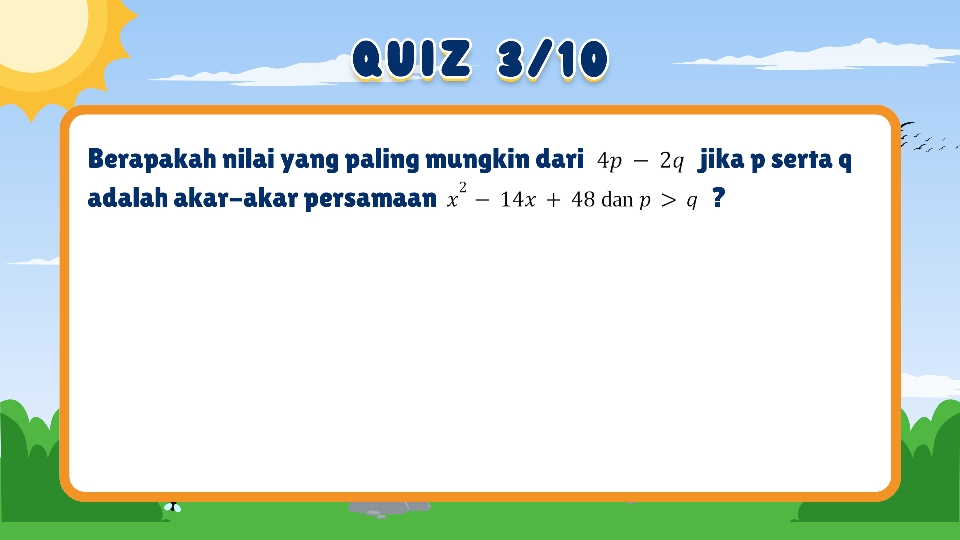 QUIZ 3/10
Berapakah nilai yang paling mungkin dari 4p − 2q jika p serta q
adalah akar-akar persamaan x² − 14x + 48 dan p > q ?